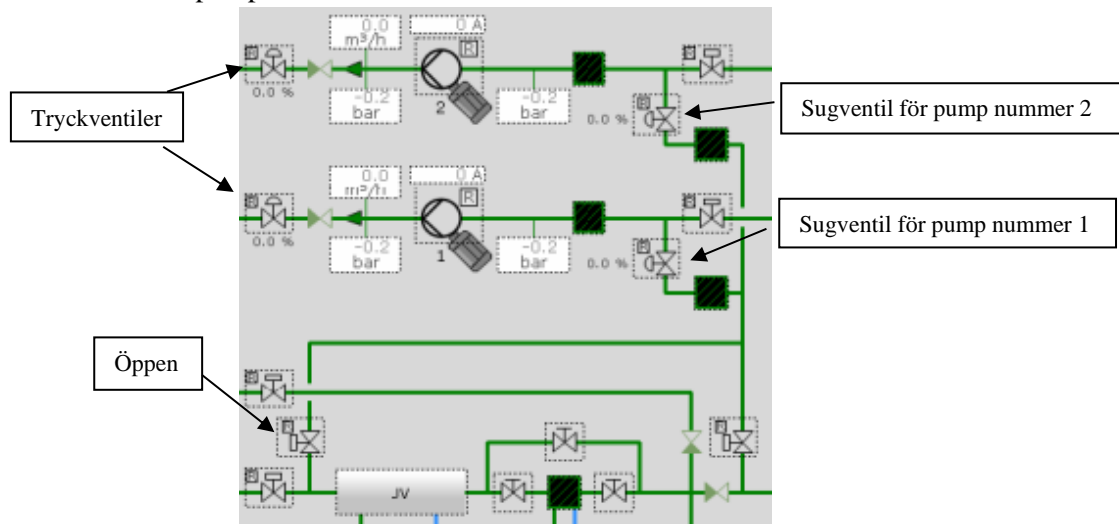 0.0
m³/h
0 A
R
R
0.0 %
-0.2
bar
2
-0.2
bar
R
0.0 %
Tryckventiler
Sugventil för pump nummer 2
0.0
m³/h
0 A
R
R
R
0.0 %
-0.2
bar
1
-0.2
bar
R
0.0 %
Sugventil för pump nummer 1
Öppen
R
R
R
R
JV